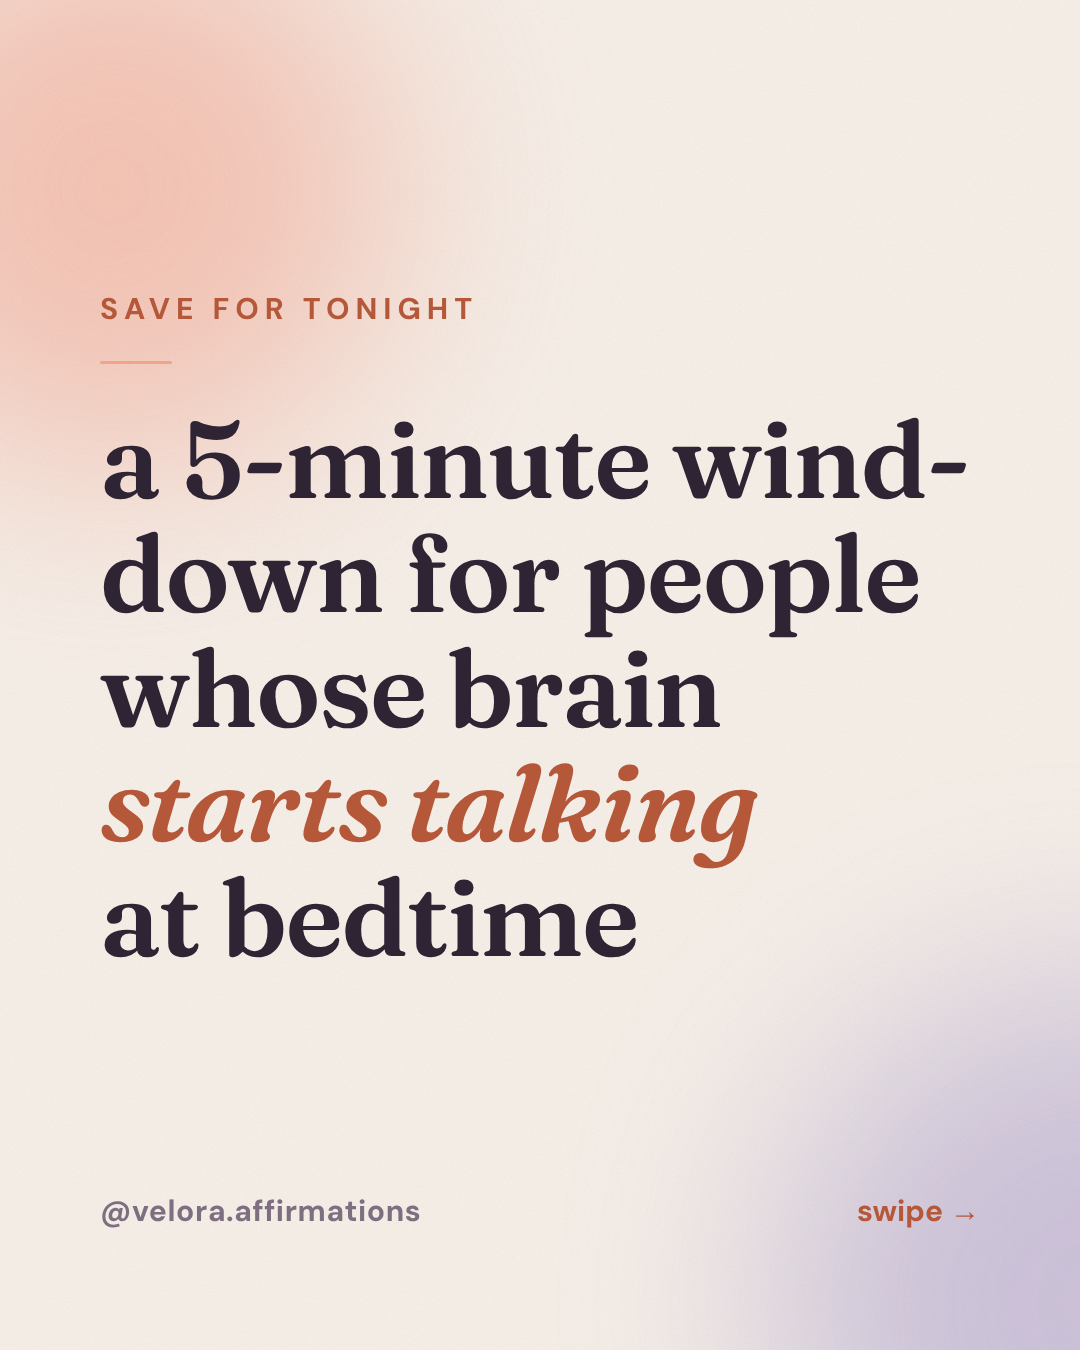 SAVE FOR TONIGHT
a 5-minute wind-
down for people
whose brain
starts talking
at bedtime
@velora.affirmations
swipe →